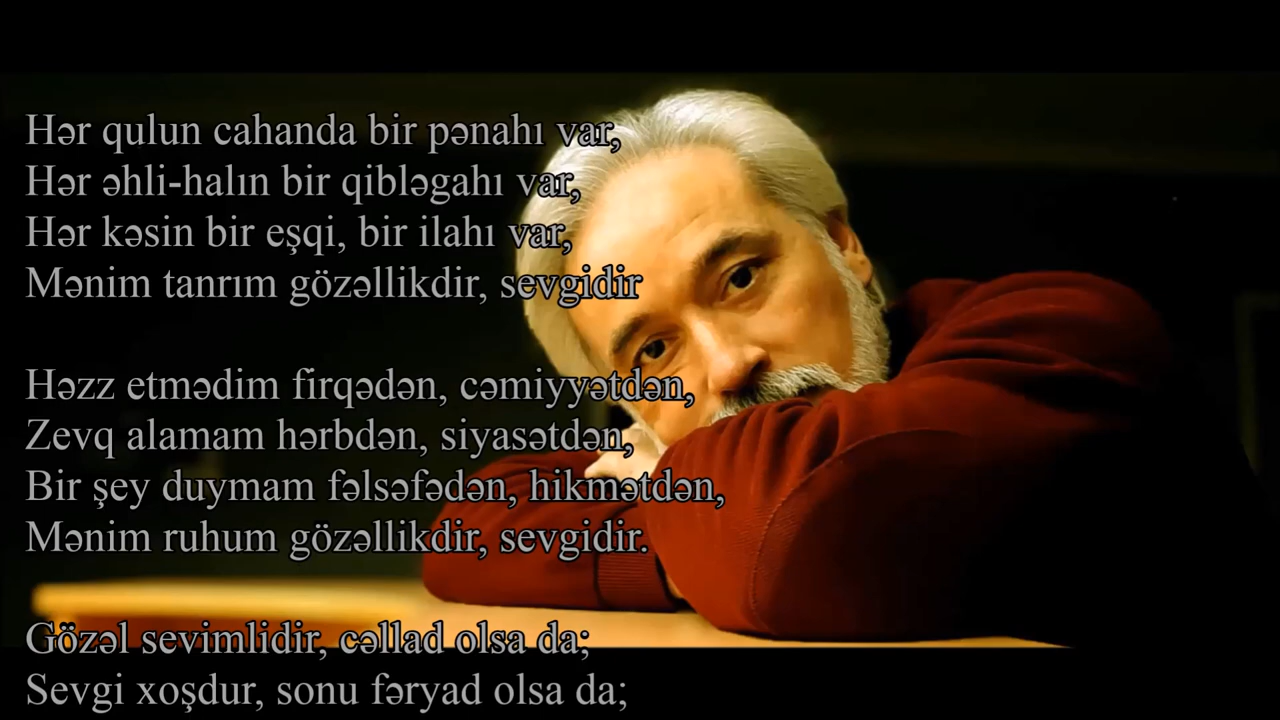 Hər qulun cahanda bir pənahı var,
Hər əhli-halın bir qibləgahı var,
Hər kəsin bir eşqi, bir ilahı var,
Mənim tanrım gözəllikdir, sevgidir
Həzz etmədim firqədən, cəmiyyətdən,
Zevq alamam hərbdən, siyasətdən,
Bir şey duymam fəlsəfədən, hikmətdən,
Mənim ruhum gözəllikdir, sevgidir.
Gözəl sevimlidir, cəllad olsa da;
Sevgi xoşdur, sonu fəryad olsa da;